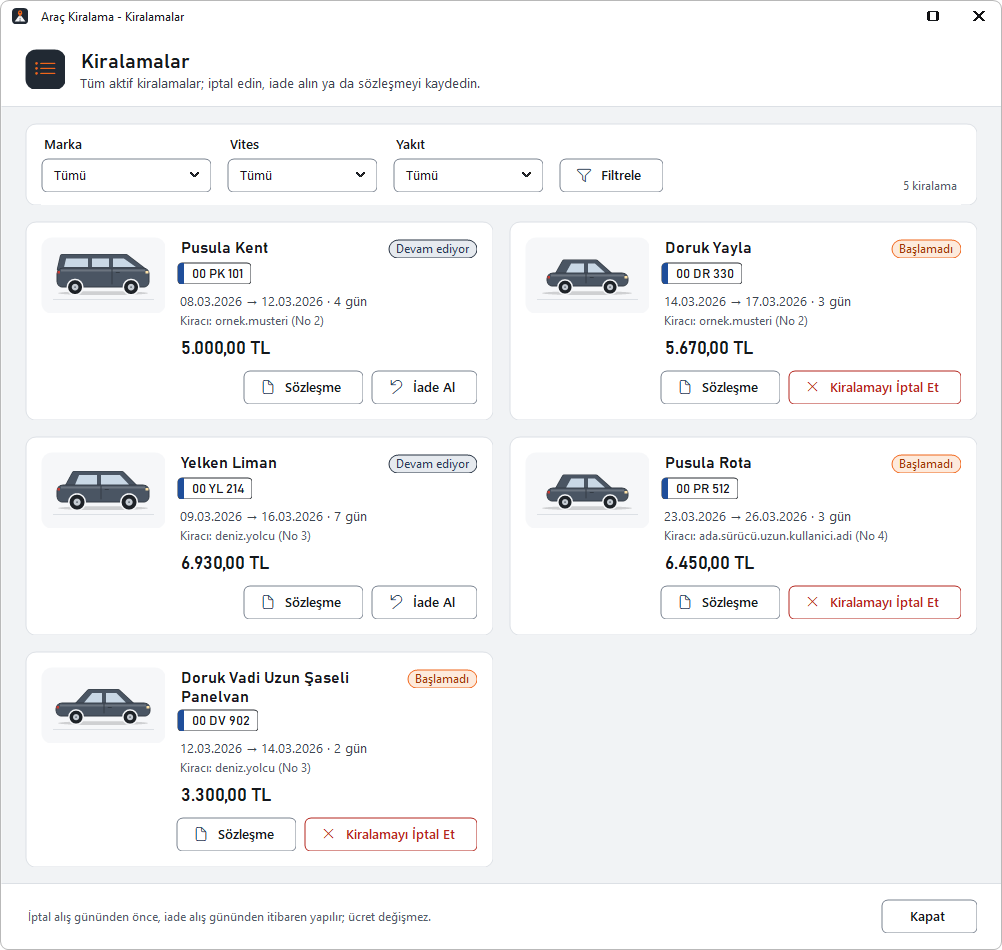 Araç Kiralama - Kiralamalar
Kiralamalar
Tüm aktif kiralamalar; iptal edin, iade alın ya da sözleşmeyi kaydedin.
Marka
Vites
Yakıt
Tümü
Tümü
Tümü
Filtrele
5 kiralama
Pusula Kent
Devam ediyor
00 PK 101
08.03.2026 → 12.03.2026 · 4 gün
Kiracı: ornek.musteri (No 2)
5.000,00 TL
Sözleşme
İade Al
Doruk Yayla
Başlamadı
00 DR 330
14.03.2026 → 17.03.2026 · 3 gün
Kiracı: ornek.musteri (No 2)
5.670,00 TL
Sözleşme
Kiralamayı İptal Et
Yelken Liman
Devam ediyor
00 YL 214
09.03.2026 → 16.03.2026 · 7 gün
Kiracı: deniz.yolcu (No 3)
6.930,00 TL
Sözleşme
İade Al
Pusula Rota
Başlamadı
00 PR 512
23.03.2026 → 26.03.2026 · 3 gün
Kiracı: ada.sürücü.uzun.kullanici.adi (No 4)
6.450,00 TL
Sözleşme
Kiralamayı İptal Et
Doruk Vadi Uzun Şaseli
Panelvan
Başlamadı
00 DV 902
12.03.2026 → 14.03.2026 · 2 gün
Kiracı: deniz.yolcu (No 3)
3.300,00 TL
Sözleşme
Kiralamayı İptal Et
İptal alış gününden önce, iade alış gününden itibaren yapılır; ücret değişmez.
Kapat